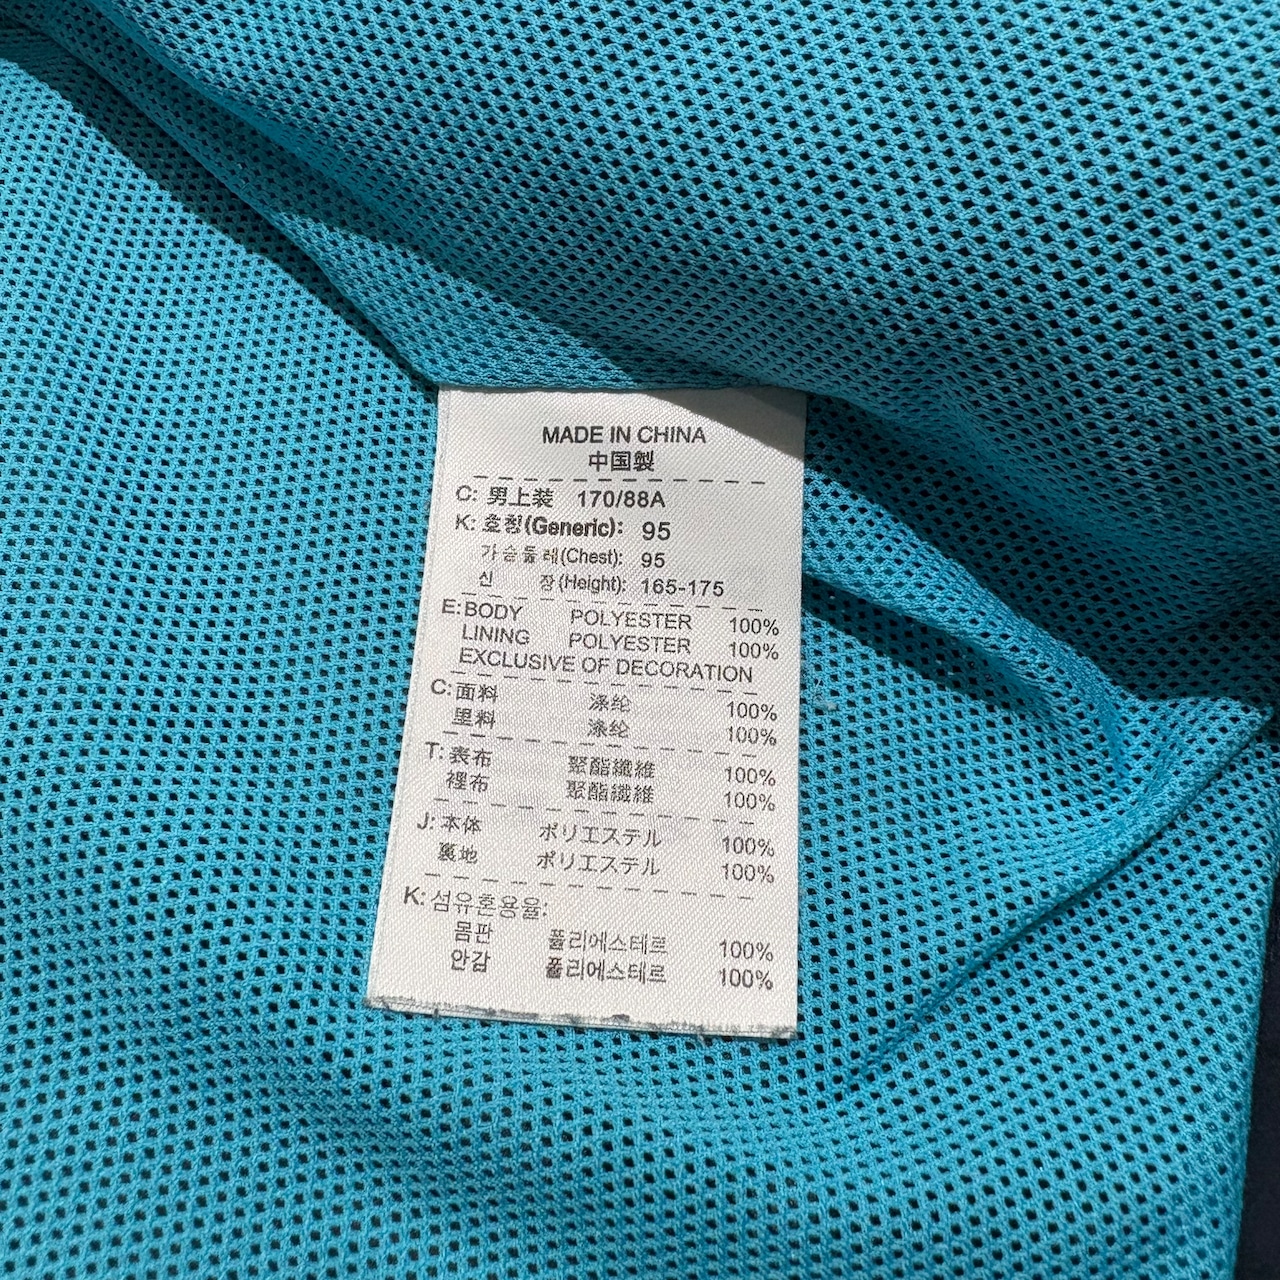 MADE IN CHINA
中国製
C: 男上装 170/88A
K: 호칭(Generic): 95
가슴둘레(Chest): 95
신 장(Height): 165-175
E: BODY POLYESTER 100%
LINING POLYESTER 100%
EXCLUSIVE OF DECORATION
C: 面料 涤纶 100%
里料 涤纶 100%
T: 表布 聚酯纖維 100%
裡布 聚酯纖維 100%
J: 本体 ポリエステル 100%
裏地 ポリエステル 100%
K: 섬유혼용율:
몸판 폴리에스테르 100%
안감 폴리에스테르 100%